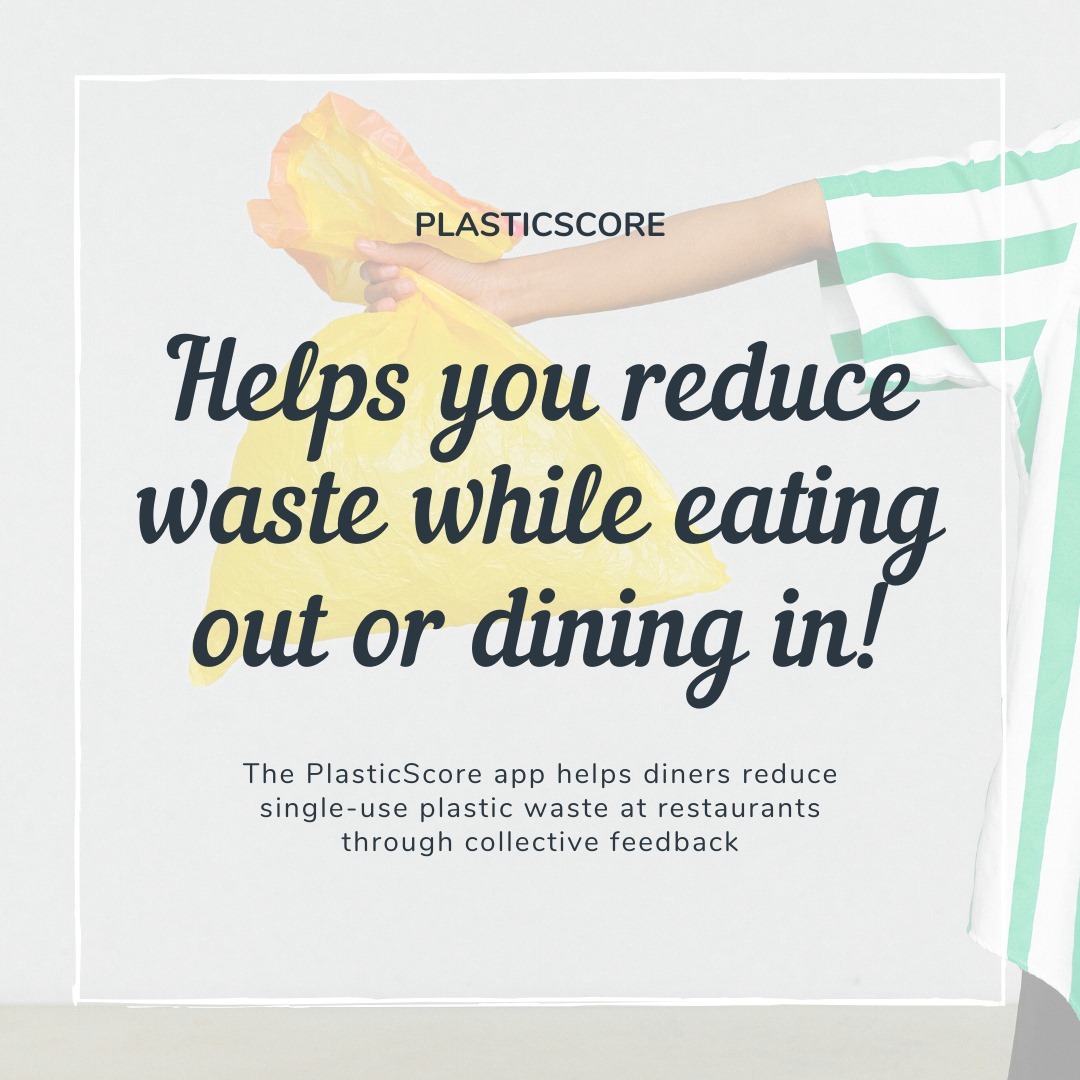 PLASTICSCORE
Helps you reduce
waste while eating
out or dining in!
The PlasticScore app helps diners reduce
single-use plastic waste at restaurants
through collective feedback